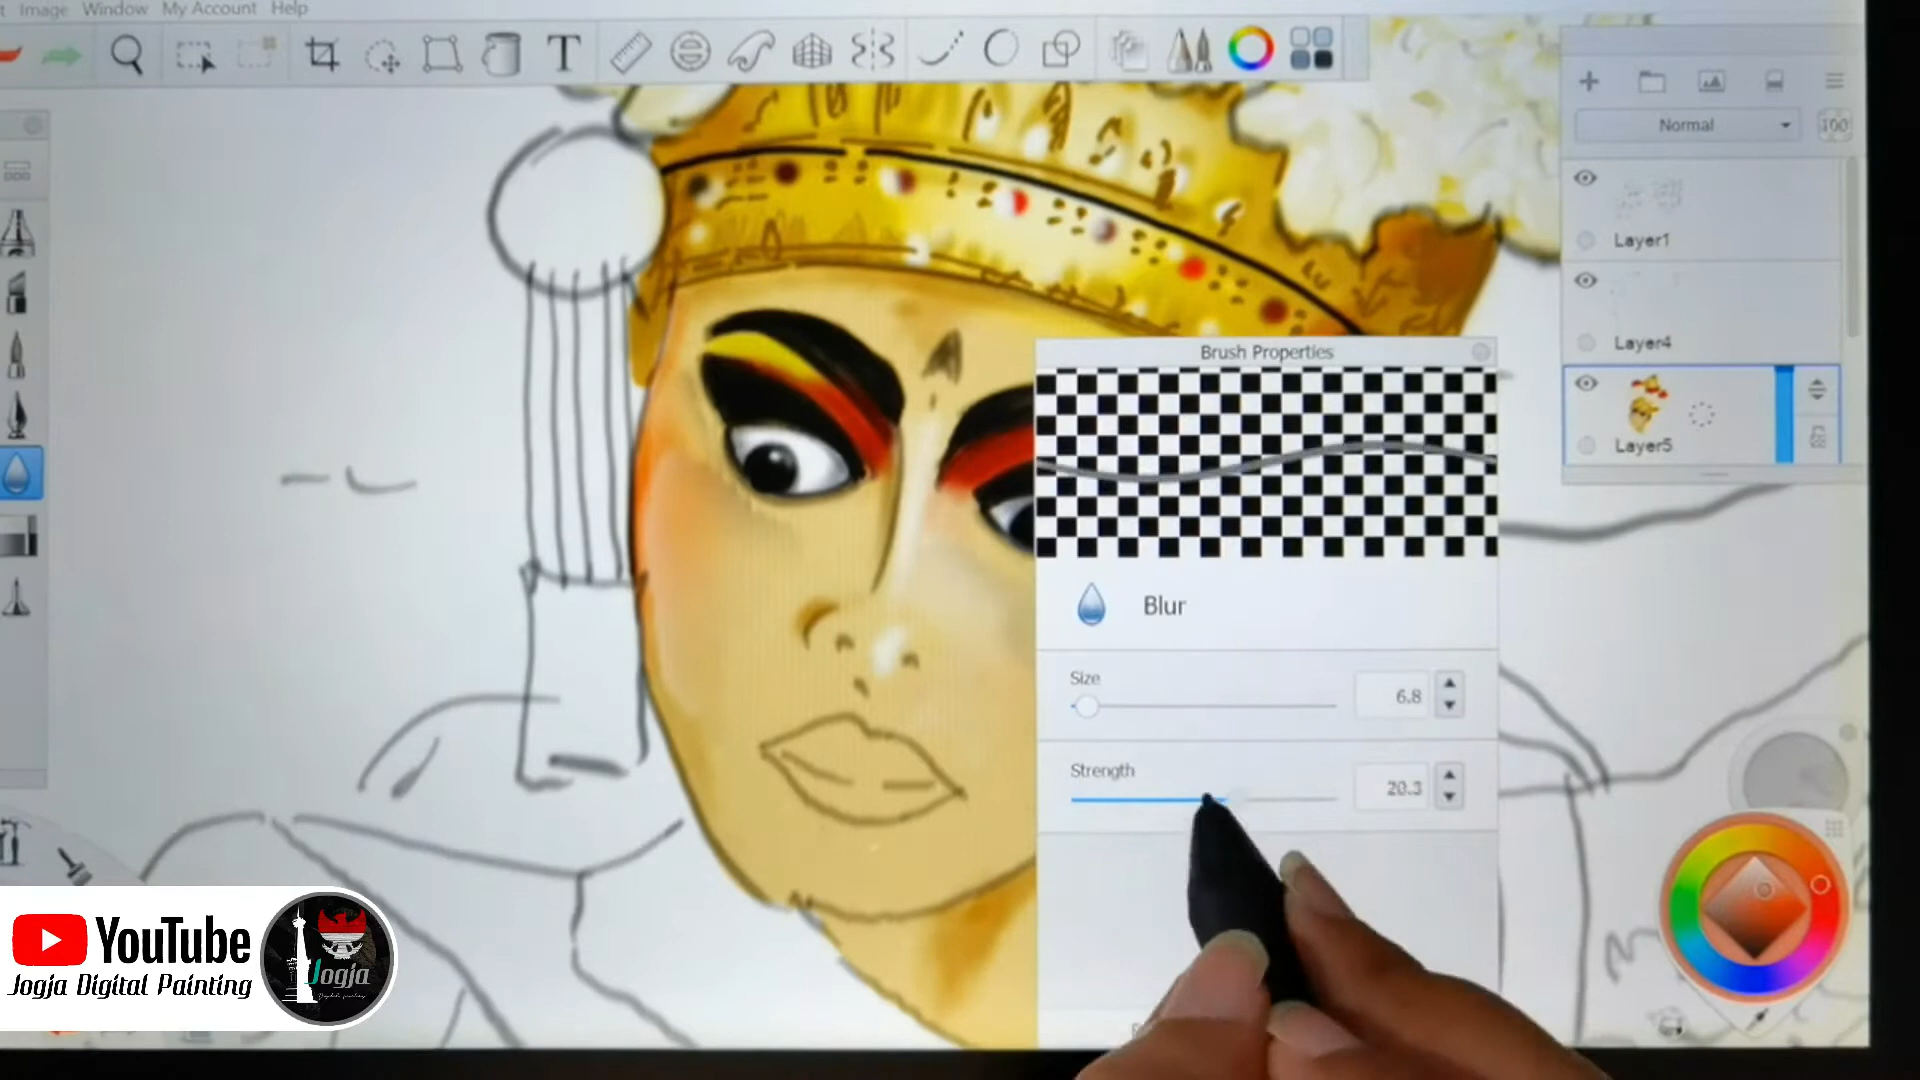 Image Window My Account Help
T
Normal
100
Layer1
Layer4
Layer5
Brush Properties
Blur
Size
6.8
Strength
20.3
YouTube
Jogja Digital Painting
Jogja